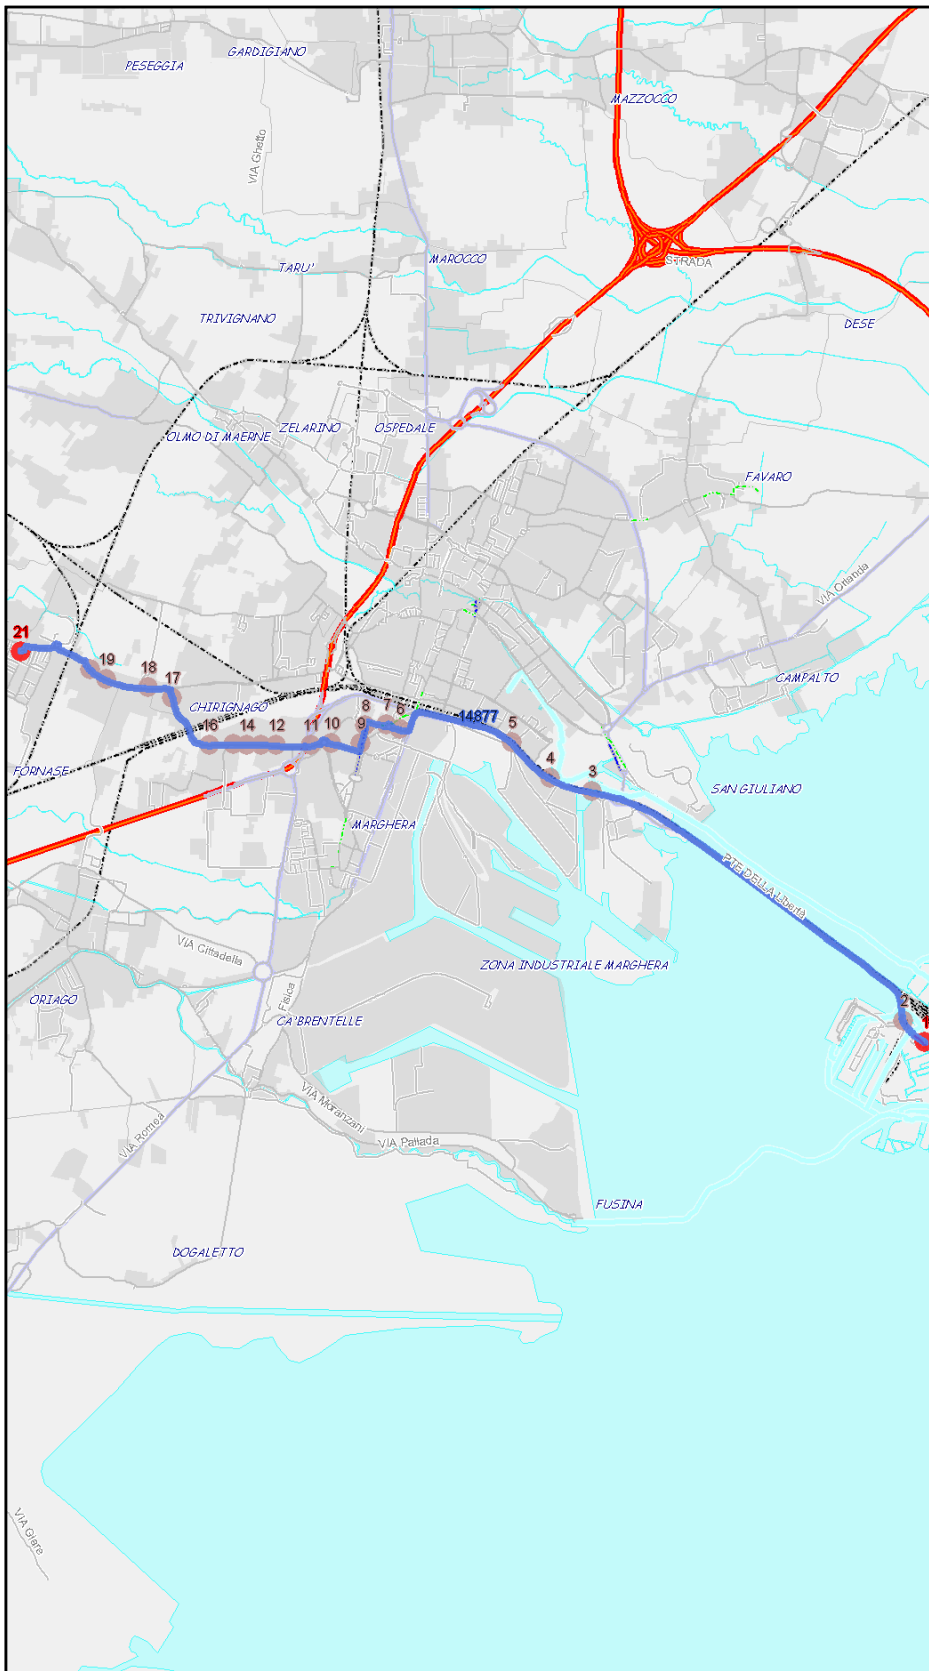 GARDIGIANO
PESEGGIA
MAZZOCCO
VIA Ghetto
MAROCCO
STRADA
TARU'
TRIVIGNANO
DESE
ZELARINO
OSPEDALE
OLMO DI MAERNE
FAVARO
VIA Orlanda
21
19
18
17
CAMPALTO
CHIRIGNAGO
8
7
6
14877
5
16
14
12
11
10
9
4
3
FORNASE
SAN GIULIANO
MARGHERA
PTE DELLA Libertà
VIA Cittadella
ZONA INDUSTRIALE MARGHERA
ORIAGO
Fisica
2
CA'BRENTELLE
VIA Moranzani
VIA Romea
VIA Pallada
FUSINA
DOGALETTO
VIA Giare